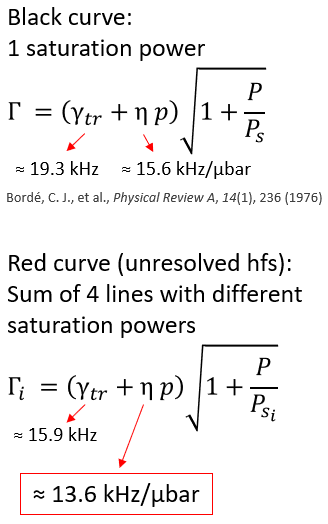 Black curve:
1 saturation power
Γ = (γtr + η p) √1 + P/Ps
≈ 19.3 kHz ≈ 15.6 kHz/μbar
Bordé, C. J., et al., Physical Review A, 14(1), 236 (1976)
Red curve (unresolved hfs):
Sum of 4 lines with different
saturation powers
Γi = (γtr + η p) √1 + P/Psi
≈ 15.9 kHz
≈ 13.6 kHz/μbar